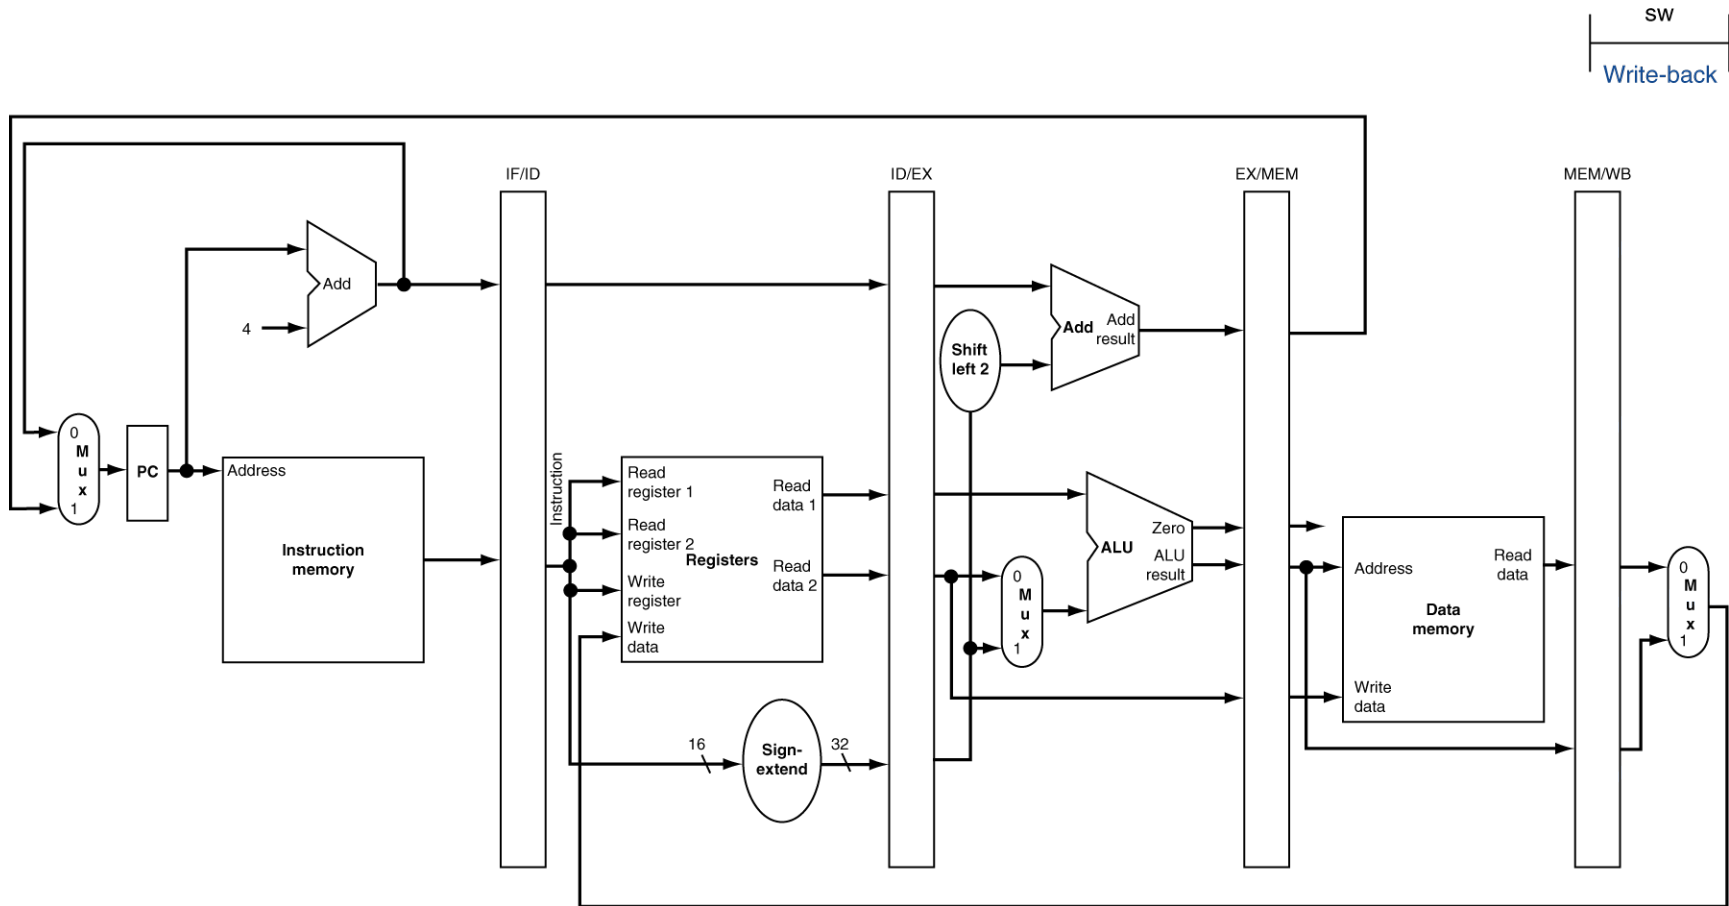 SW
Write-back
IF/ID
ID/EX
EX/MEM
MEM/WB
Add
4
Add
Add
result
Shift
left 2
0
M
u
x
1
PC
Address
Instruction
memory
Instruction
Read
register 1
Read
register 2
Write
register
Write
data
Registers
Read
data 1
Read
data 2
16
Sign-
extend
32
0
M
u
x
1
ALU
Zero
ALU
result
Address
Read
data
Data
memory
Write
data
0
M
u
x
1